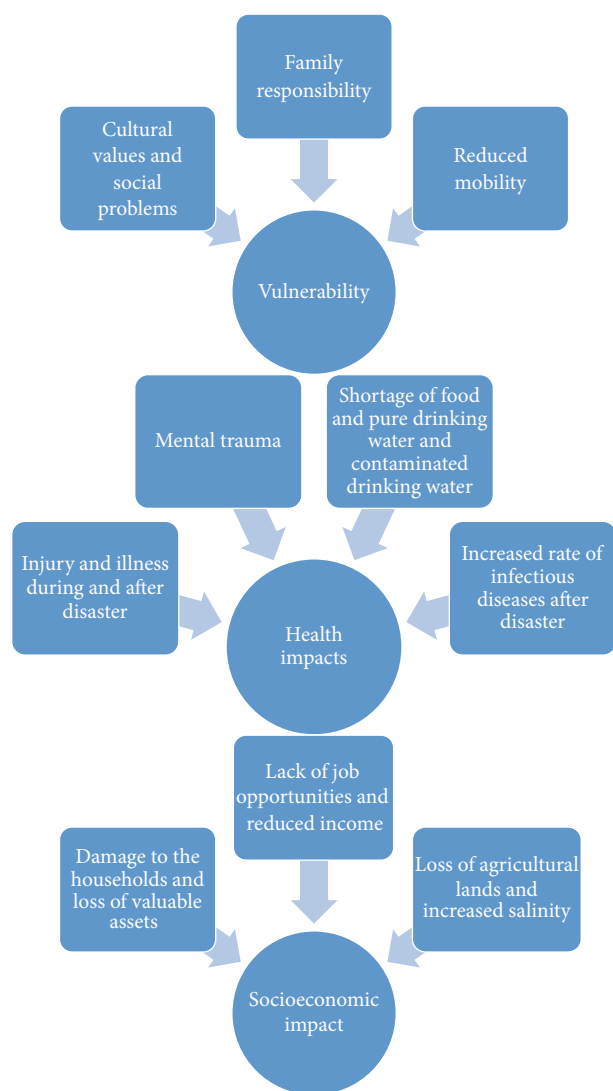 Family
responsibility
Cultural
values and
social
problems
Reduced
mobility
Vulnerability
Mental trauma
Shortage of food
and pure drinking
water and
contaminated
drinking water
Injury and illness
during and after
disaster
Increased rate of
infectious
diseases after
disaster
Health
impacts
Lack of job
opportunities and
reduced income
Damage to the
households and
loss of valuable
assets
Loss of agricultural
lands and
increased salinity
Socioeconomic
impact